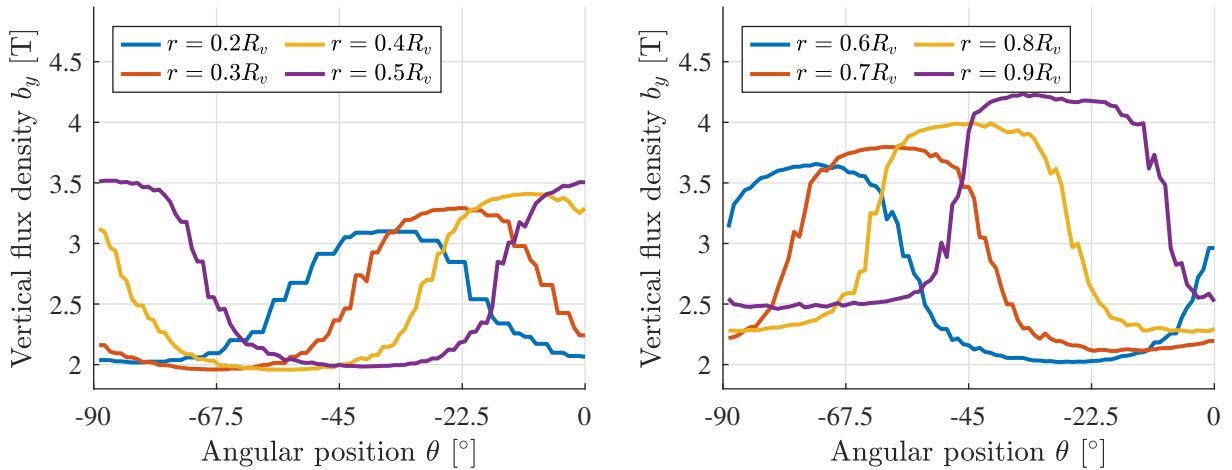 Vertical flux density b_y [T]
r = 0.2R_v r = 0.4R_v
r = 0.3R_v r = 0.5R_v
4.5
4
3.5
3
2.5
2
-90 -67.5 -45 -22.5 0
Angular position θ [°]
Vertical flux density b_y [T]
r = 0.6R_v r = 0.8R_v
r = 0.7R_v r = 0.9R_v
4.5
4
3.5
3
2.5
2
-90 -67.5 -45 -22.5 0
Angular position θ [°]